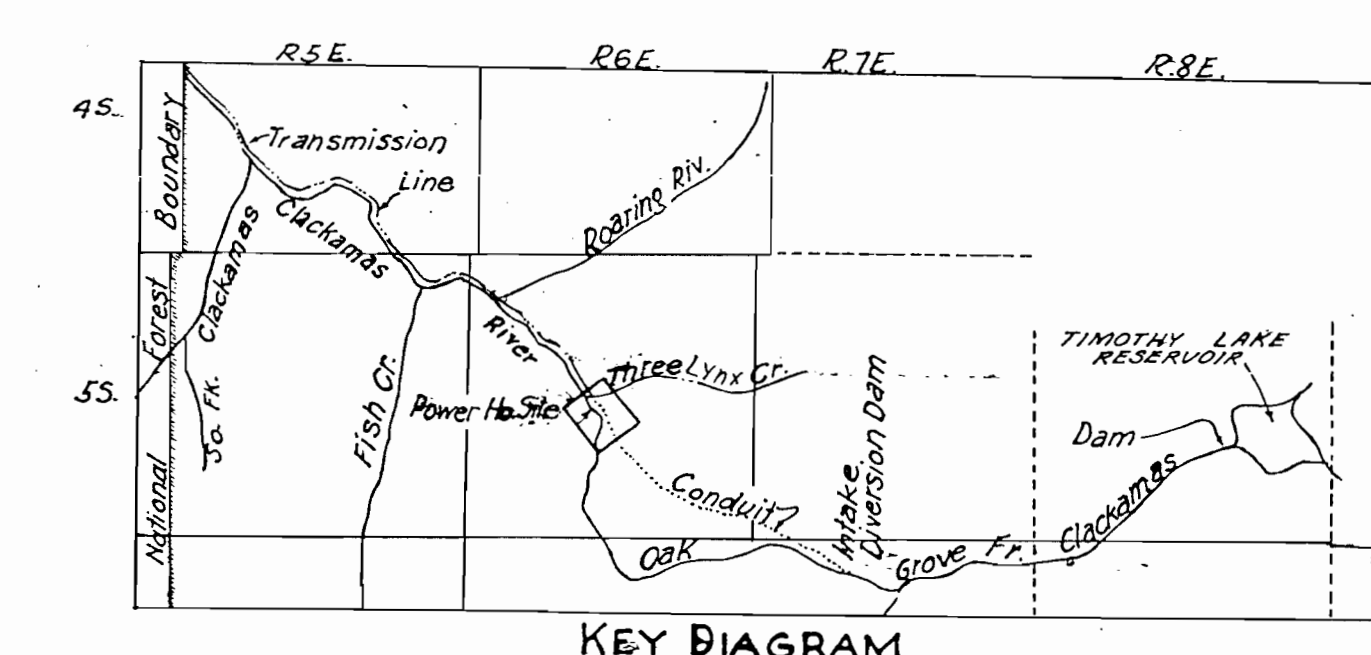 R5E.
R6E.
R.7E.
R.8E.
4S.
Boundary
Transmission
Line
Clackamas
Roaring Riv.
Clackamas
Forest
River
TIMOTHY LAKE
RESERVOIR
Three Lynx Cr.
5S.
Power Ho. Site
So. FK.
Fish Cr.
Intake
Diversion Dam
Dam
Conduit
National
Oak
Grove Fr.
Clackamas
KEY DIAGRAM